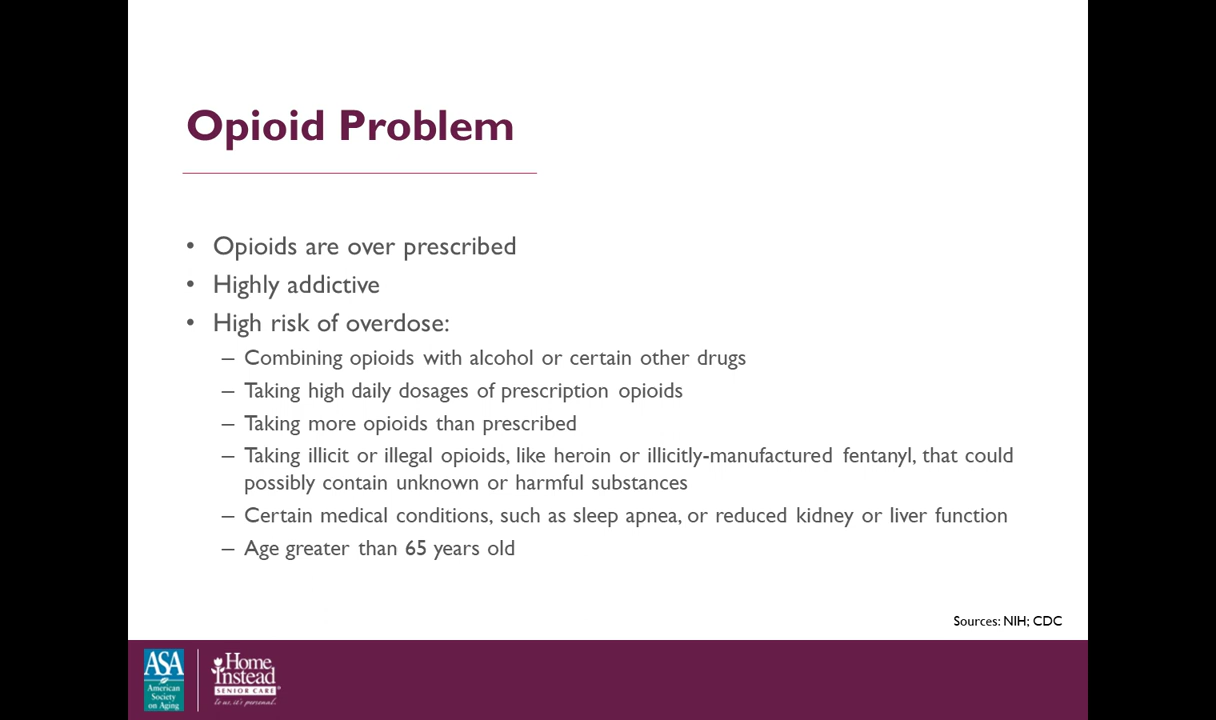 Opioid Problem
• Opioids are over prescribed
• Highly addictive
• High risk of overdose:
– Combining opioids with alcohol or certain other drugs
– Taking high daily dosages of prescription opioids
– Taking more opioids than prescribed
– Taking illicit or illegal opioids, like heroin or illicitly-manufactured fentanyl, that could
possibly contain unknown or harmful substances
– Certain medical conditions, such as sleep apnea, or reduced kidney or liver function
– Age greater than 65 years old
Sources: NIH; CDC
ASA
American
Society
on Aging
Home
Instead
SENIOR CARE
to us, it's personal.